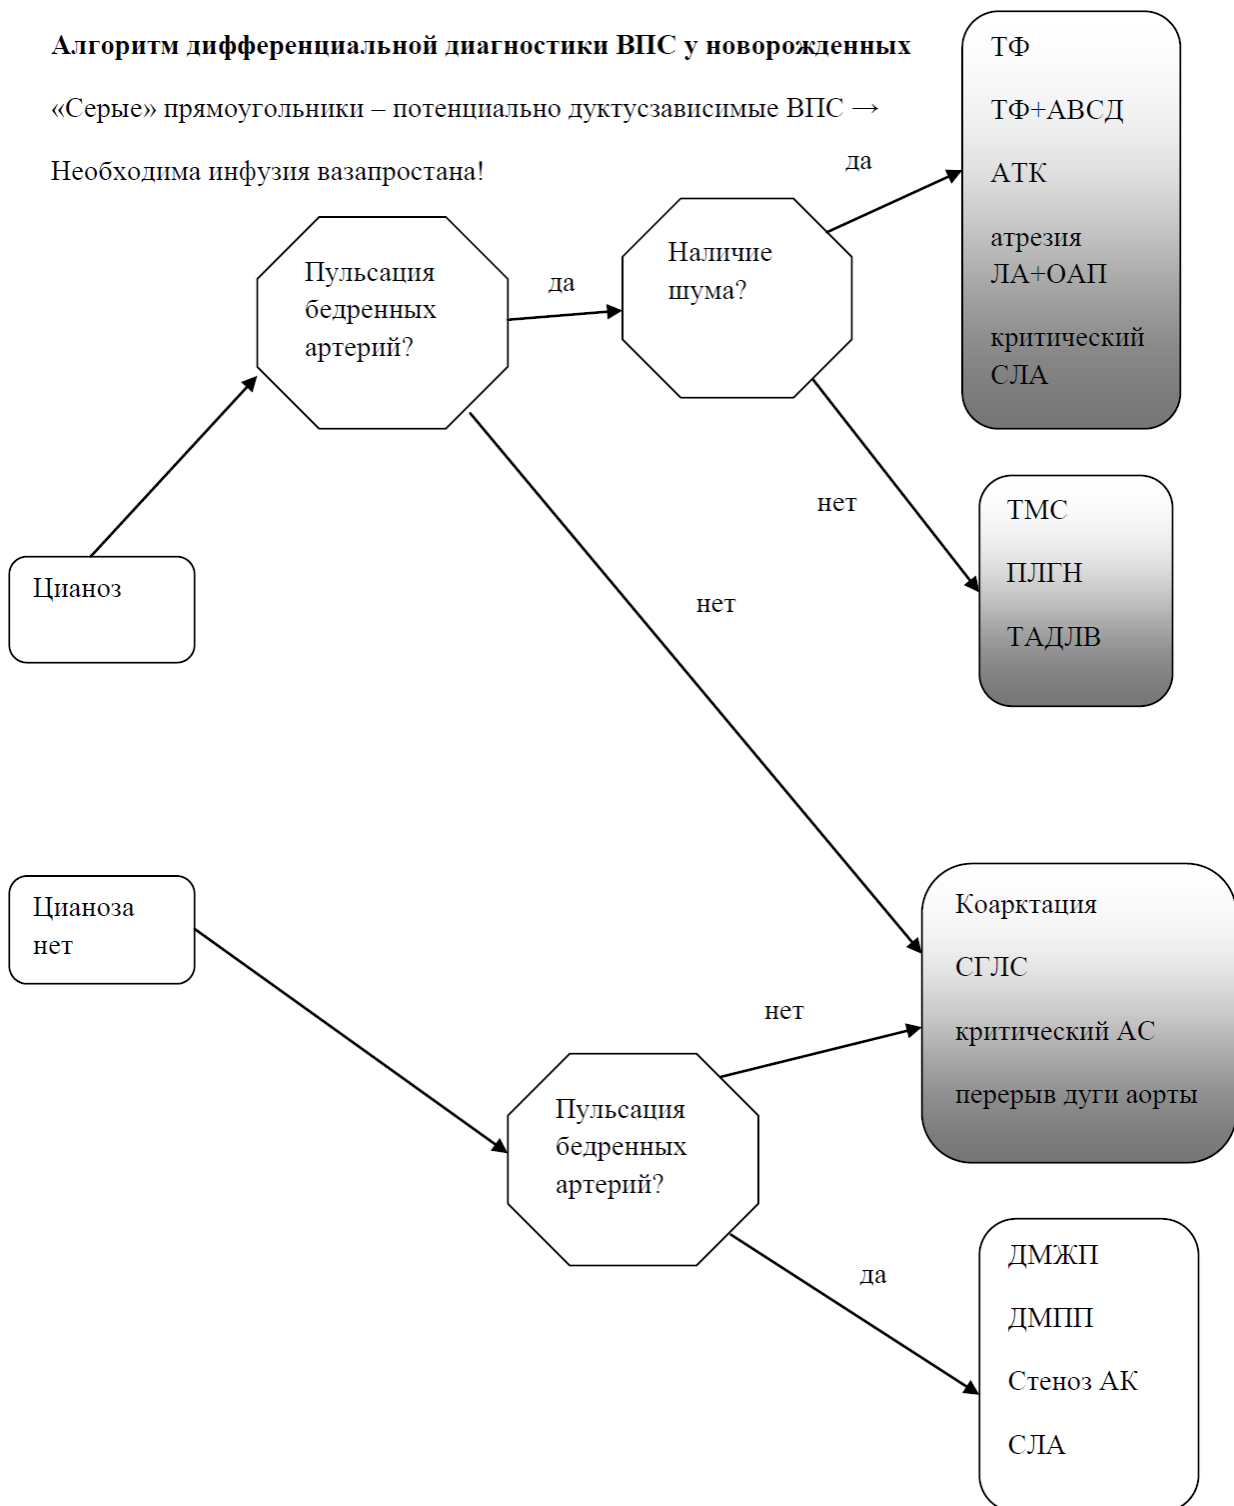 Алгоритм дифференциальной диагностики ВПС у новорожденных
«Серые» прямоугольники – потенциально дуктусзависимые ВПС →
Необходима инфузия вазапростана!
да
ТФ
ТФ+АВСД
АТК
атрезия
ЛА+ОАП
критический
СЛА
Пульсация
бедренных
артерий?
да
Наличие
шума?
нет
ТМС
ПЛГН
ТАДЛВ
Цианоз
нет
Цианоза
нет
Коарктация
СГЛС
критический АС
перерыв дуги аорты
нет
Пульсация
бедренных
артерий?
да
ДМЖП
ДМПП
Стеноз АК
СЛА